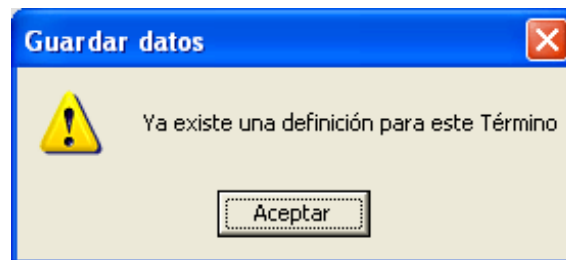 Guardar datos
Ya existe una definición para este Término
Aceptar